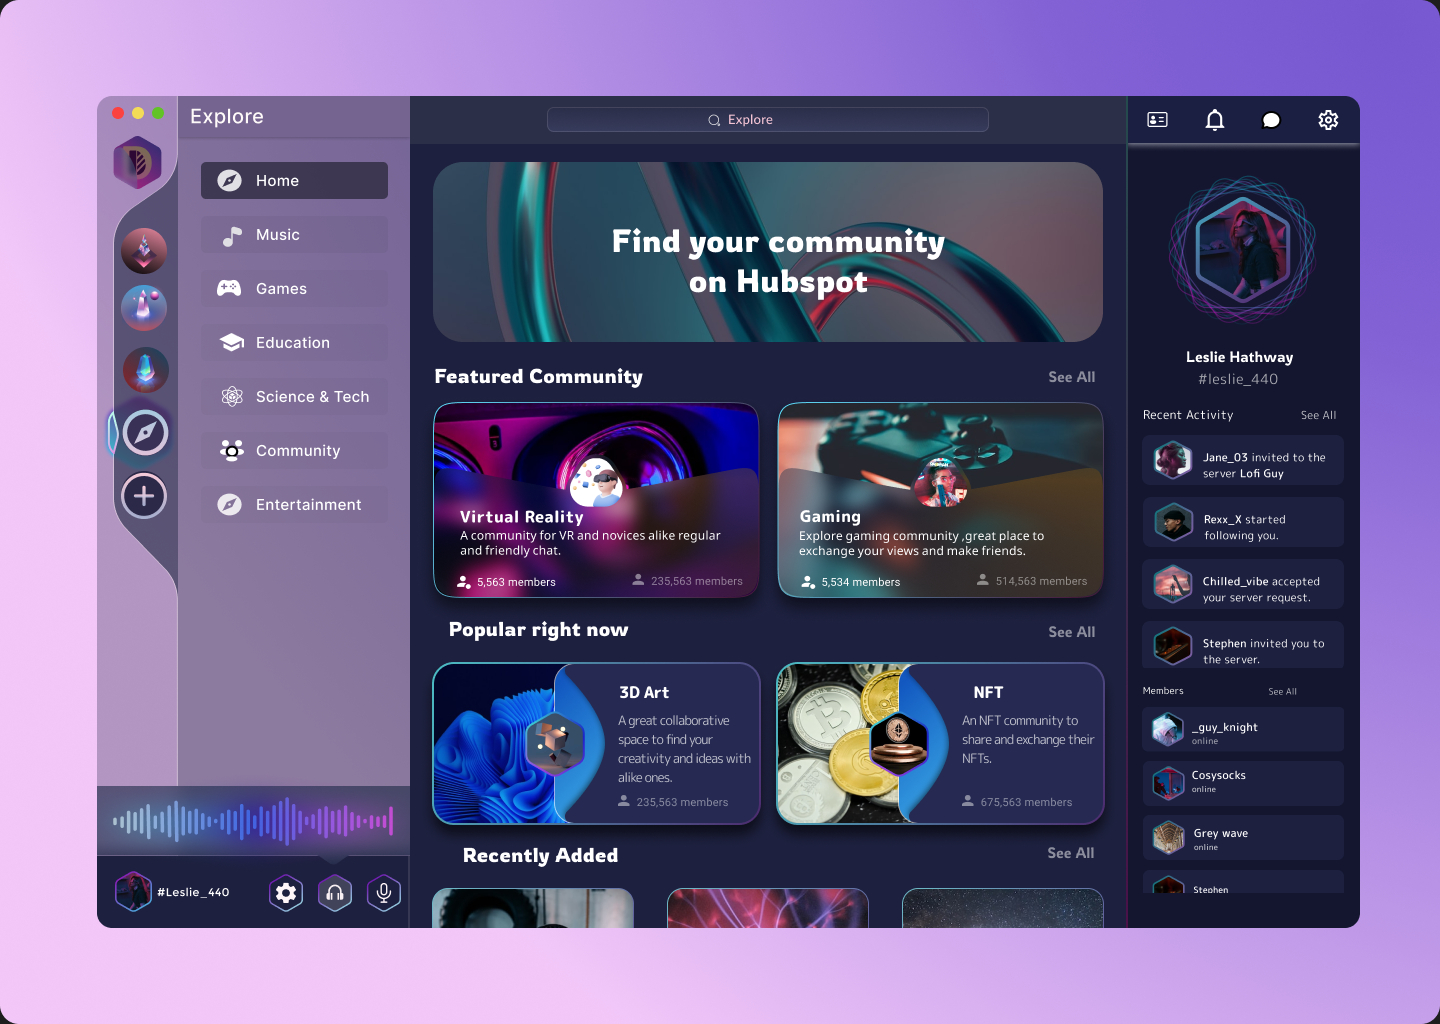 Explore
Home
Music
Games
Education
Science & Tech
Community
Entertainment
#Leslie_440
Explore
Find your community
on Hubspot
Featured Community
See All
Virtual Reality
A community for VR and novices alike regular
and friendly chat.
5,563 members
235,563 members
Gaming
Explore gaming community ,great place to
exchange your views and make friends.
5,534 members
514,563 members
Popular right now
See All
3D Art
A great collaborative
space to find your
creativity and ideas with
alike ones.
235,563 members
NFT
An NFT community to
share and exchange their
NFTs.
675,563 members
Recently Added
See All
Leslie Hathway
#leslie_440
Recent Activity
See All
Jane_03 invited to the
server Lofi Guy
Rexx_X started
following you.
Chilled_vibe accepted
your server request.
Stephen invited you to
the server.
Members
See All
_guy_knight
online
Cosysocks
online
Grey wave
online
Stephen